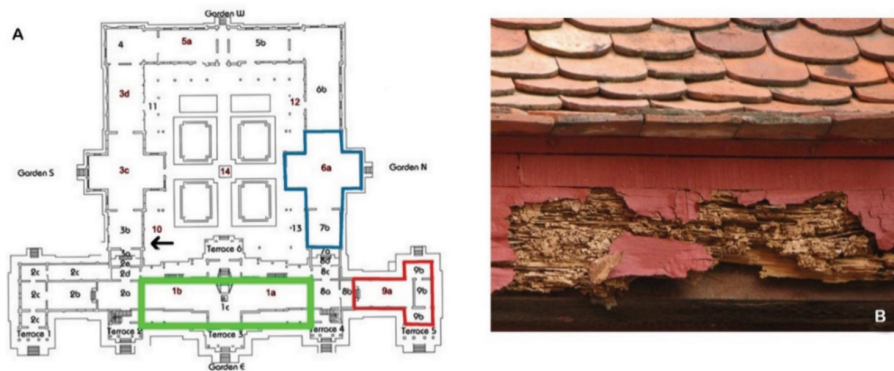 A
Garden W
4
5a
5b
3d
11
12
6b
Garden S
3c
14
6a
Garden N
3b
10
13
7b
Terrace 6
2c
2c
2d
8c
9b
2c
2b
2a
1b
1a
8a
8b
9a
9b
1c
2c
9b
Terrace 1
Terrace 2
Terrace 3
Terrace 4
Terrace 5
Garden E
B